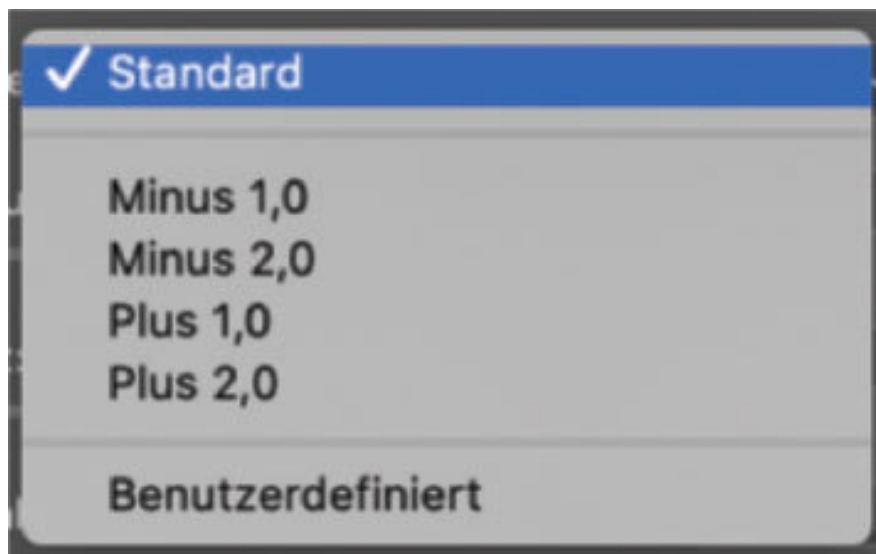 Standard
Minus 1,0
Minus 2,0
Plus 1,0
Plus 2,0
Benutzerdefiniert